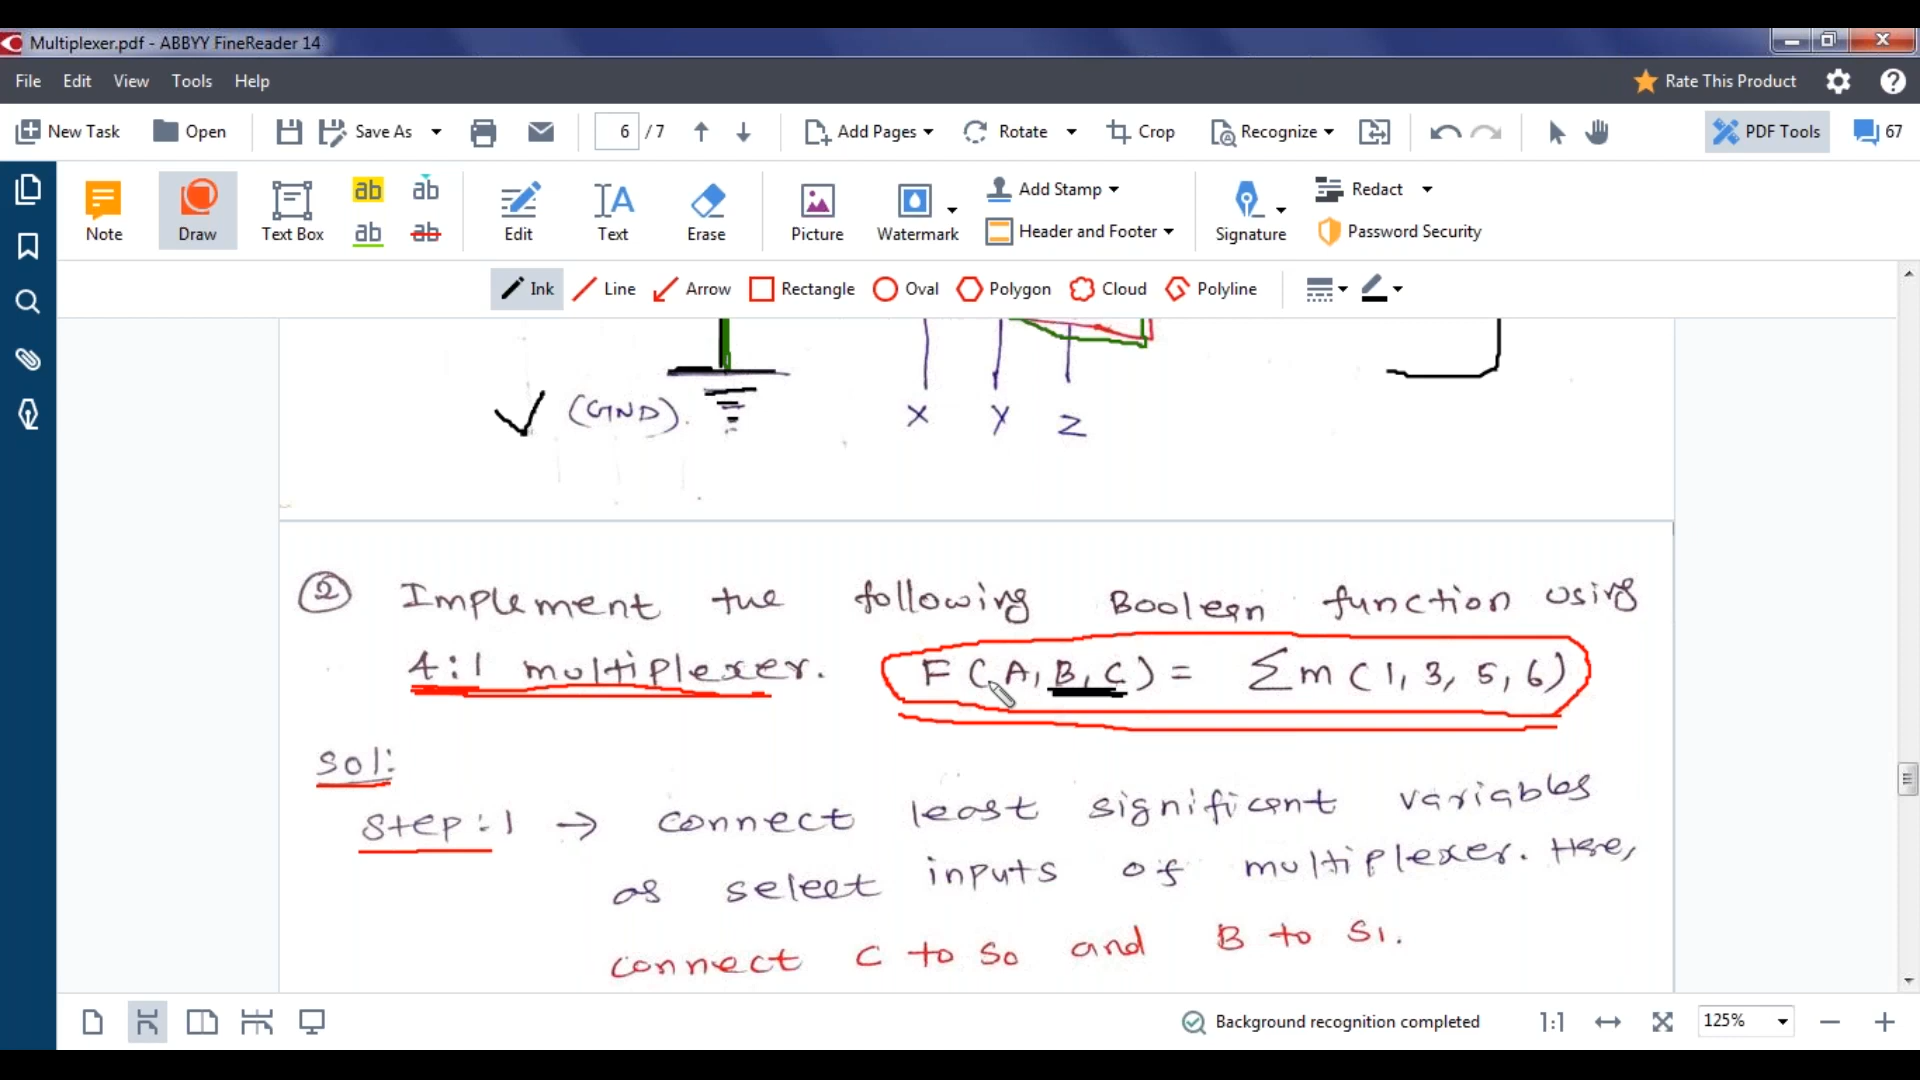 Multiplexer.pdf - ABBYY FineReader 14
File Edit View Tools Help
Rate This Product
New Task Open Save As 6 / 7 Add Pages Rotate Crop Recognize PDF Tools 67
Note Draw Text Box ab ab ab ab Edit Text Erase Picture Watermark Add Stamp Header and Footer Signature Redact Password Security
Ink Line Arrow Rectangle Oval Polygon Cloud Polyline
(GND). X Y Z
② Implement the following Boolean function using
4:1 multiplexer. F(A, B, C) = Σm(1, 3, 5, 6)
Sol:
Step:1 → connect least significant variables
as select inputs of multiplexer. Here,
connect C to S0 and B to S1.
Background recognition completed 1:1 125%